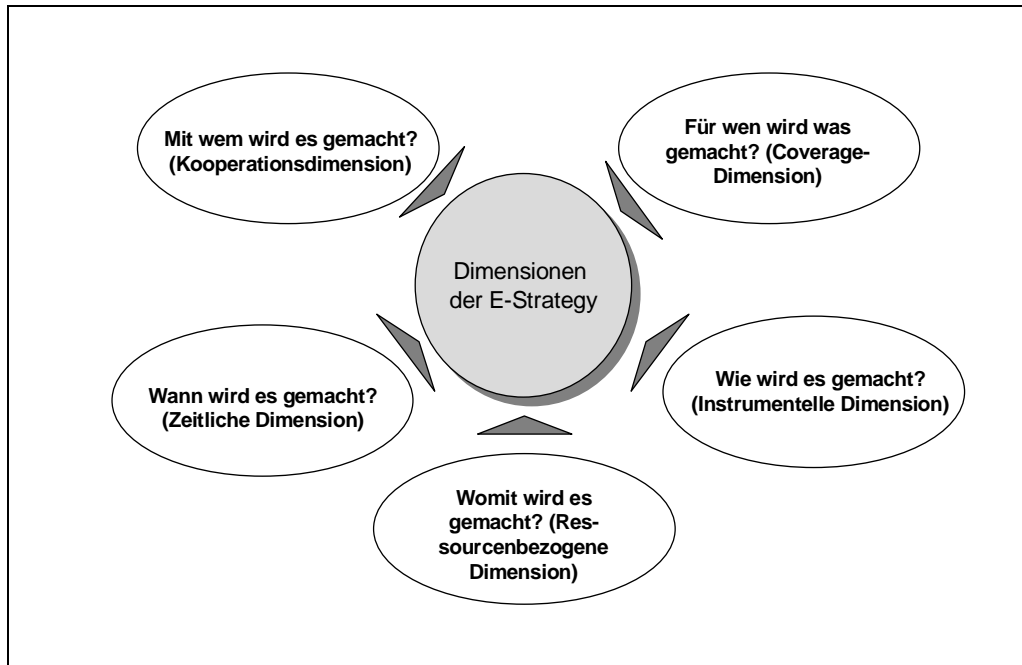 Mit wem wird es gemacht?
(Kooperationsdimension)
Für wen wird was
gemacht? (Coverage-
Dimension)
Dimensionen
der E-Strategy
Wann wird es gemacht?
(Zeitliche Dimension)
Wie wird es gemacht?
(Instrumentelle Dimension)
Womit wird es
gemacht? (Res-
sourcenbezogene
Dimension)